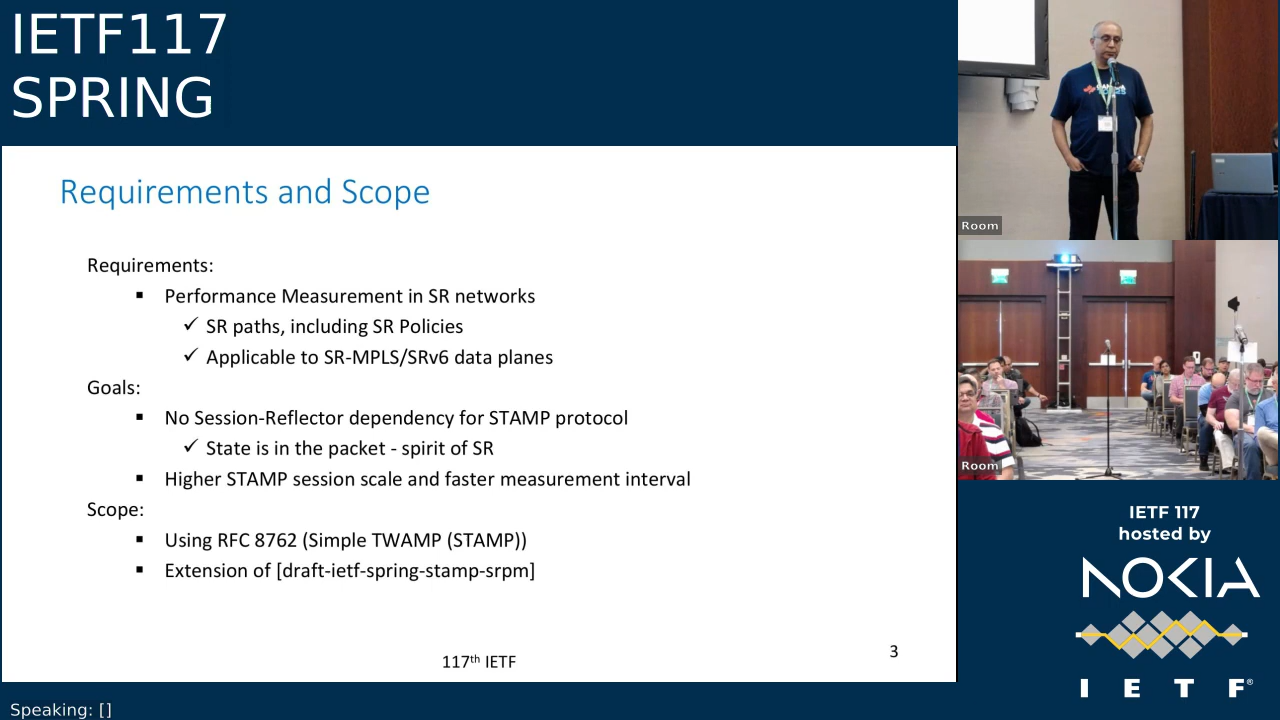 IETF117
SPRING
Requirements and Scope
Requirements:
▪ Performance Measurement in SR networks
✓ SR paths, including SR Policies
✓ Applicable to SR-MPLS/SRv6 data planes
Goals:
▪ No Session-Reflector dependency for STAMP protocol
✓ State is in the packet - spirit of SR
▪ Higher STAMP session scale and faster measurement interval
Scope:
▪ Using RFC 8762 (Simple TWAMP (STAMP))
▪ Extension of [draft-ietf-spring-stamp-srpm]
117th IETF
3
Room
Room
IETF 117
hosted by
NOKIA
I E T F®
Speaking: []